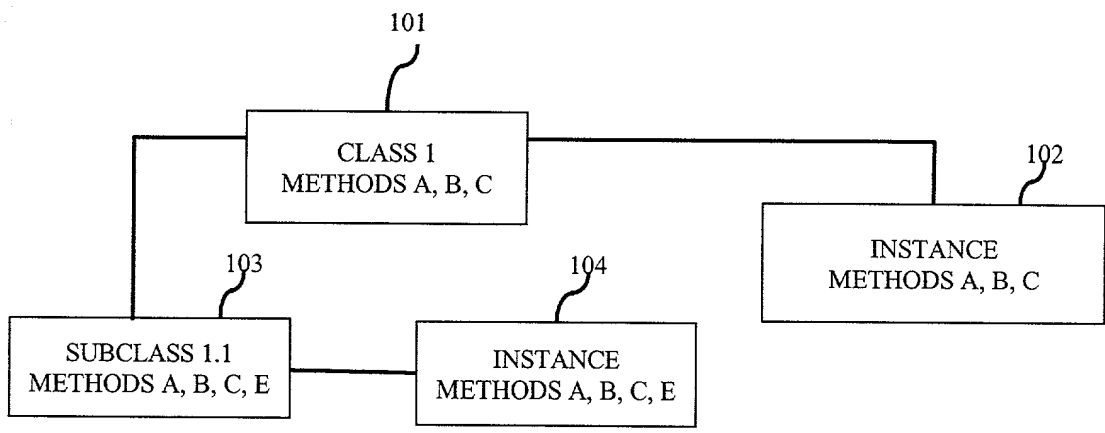 101
CLASS 1
METHODS A, B, C
102
INSTANCE
METHODS A, B, C
103
SUBCLASS 1.1
METHODS A, B, C, E
104
INSTANCE
METHODS A, B, C, E